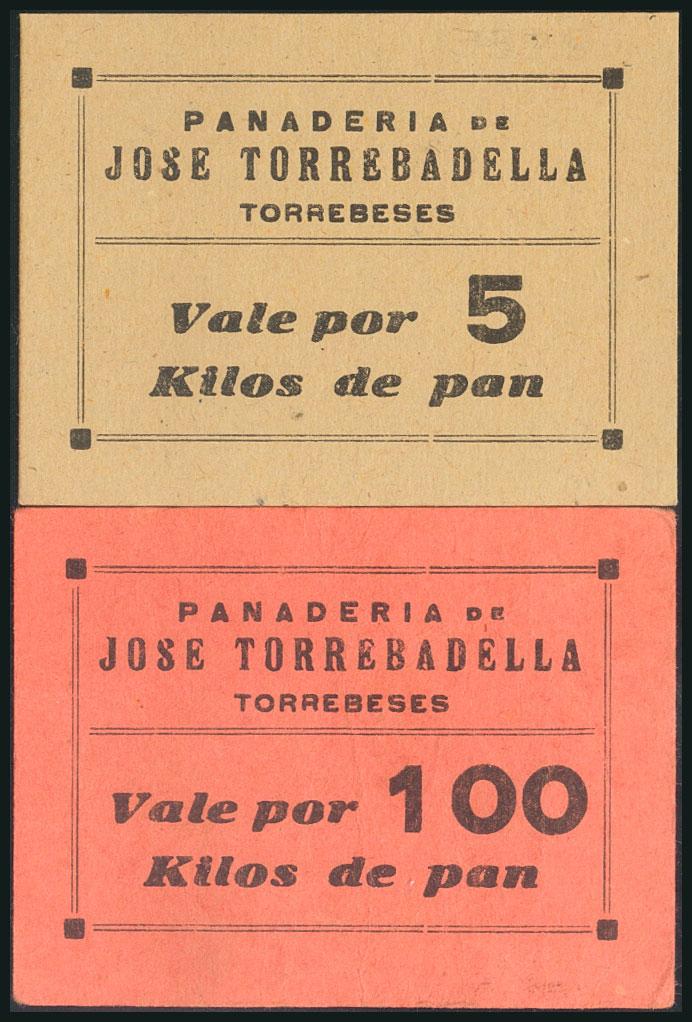 PANADERIA DE
JOSE TORREBADELLA
TORREBESES
Vale por 5
Kilos de pan
PANADERIA DE
JOSE TORREBADELLA
TORREBESES
Vale por 100
Kilos de pan